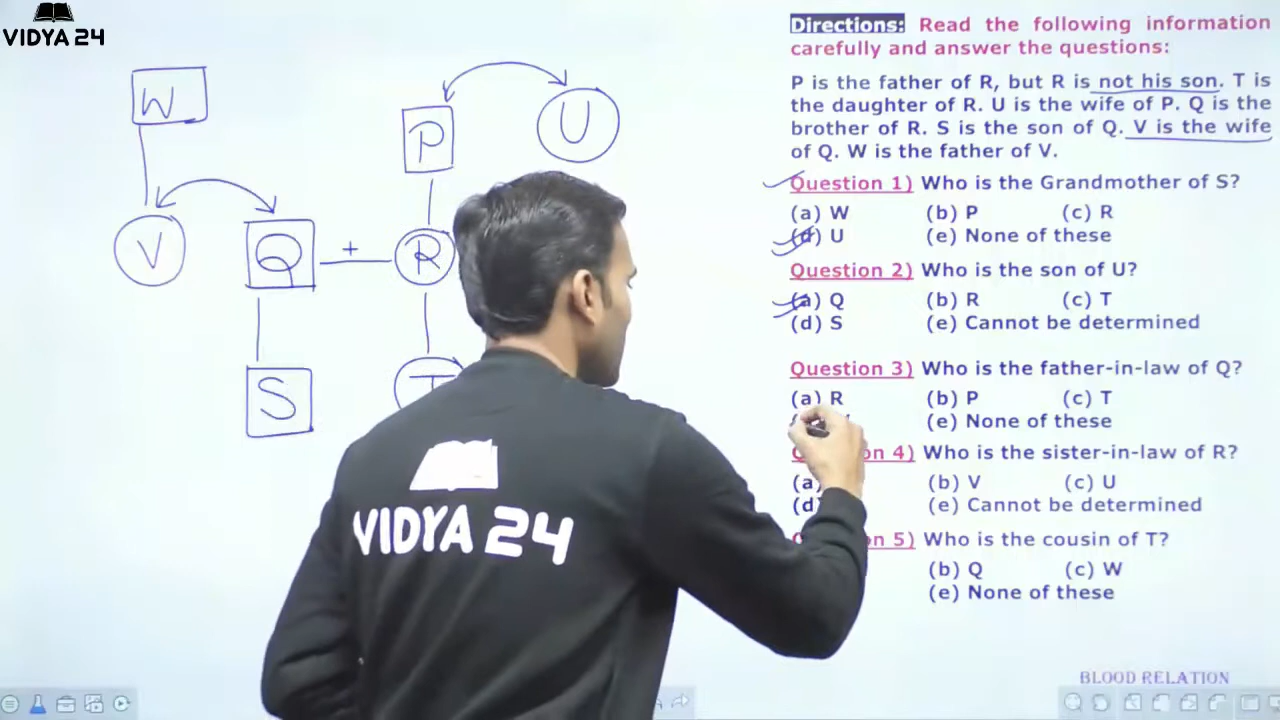 VIDYA 24
W
P
U
V
Q
+
R
S
T
VIDYA 24
Directions: Read the following information
carefully and answer the questions:
P is the father of R, but R is not his son. T is
the daughter of R. U is the wife of P. Q is the
brother of R. S is the son of Q. V is the wife
of Q. W is the father of V.
Question 1) Who is the Grandmother of S?
(a) W (b) P (c) R
(d) U (e) None of these
Question 2) Who is the son of U?
(a) Q (b) R (c) T
(d) S (e) Cannot be determined
Question 3) Who is the father-in-law of Q?
(a) R (b) P (c) T
(e) None of these
on 4) Who is the sister-in-law of R?
(a) (b) V (c) U
(d) (e) Cannot be determined
on 5) Who is the cousin of T?
(b) Q (c) W
(e) None of these
BLOOD RELATION